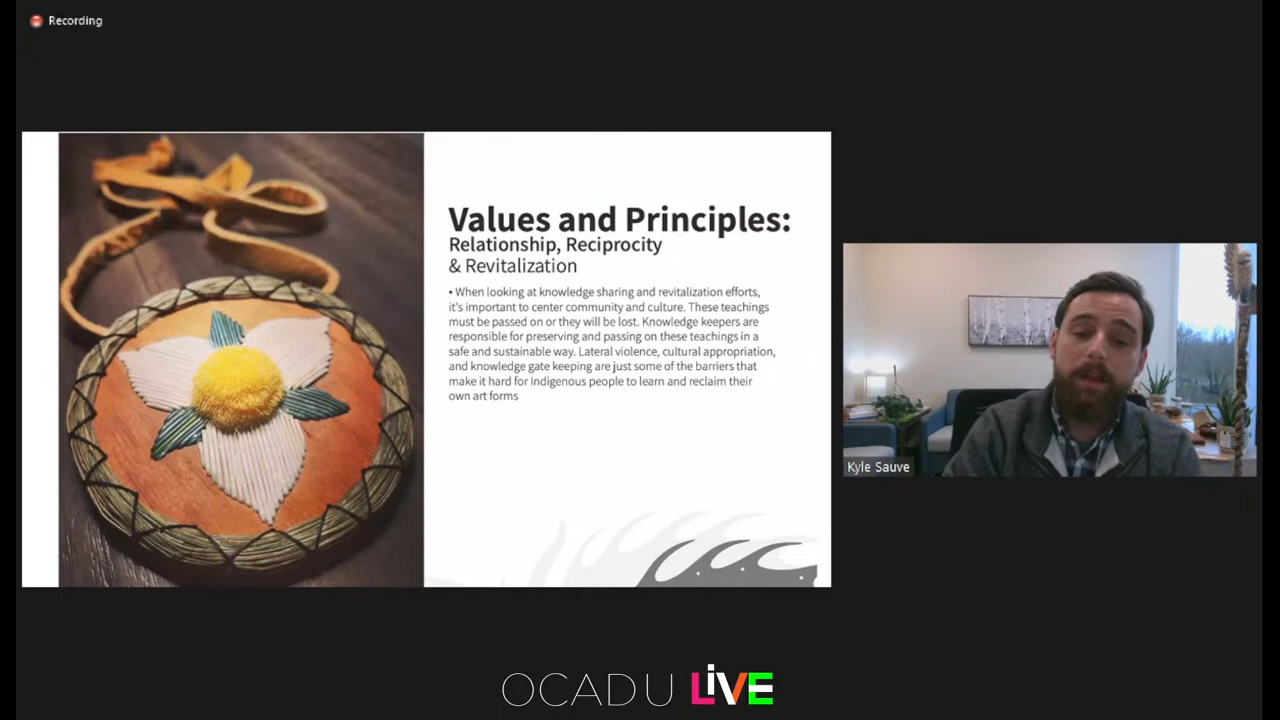 Recording
Values and Principles:
Relationship, Reciprocity
& Revitalization
• When looking at knowledge sharing and revitalization efforts,
it's important to center community and culture. These teachings
must be passed on or they will be lost. Knowledge keepers are
responsible for preserving and passing on these teachings in a
safe and sustainable way. Lateral violence, cultural appropriation,
and knowledge gate keeping are just some of the barriers that
make it hard for Indigenous people to learn and reclaim their
own art forms
Kyle Sauve
OCADU LiVE